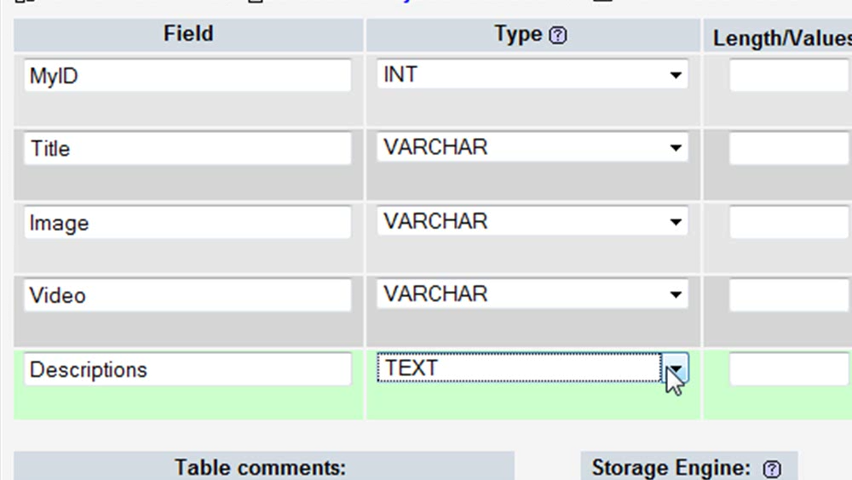 Field Type Length/Values
MyID INT
Title VARCHAR
Image VARCHAR
Video VARCHAR
Descriptions TEXT
Table comments: Storage Engine: